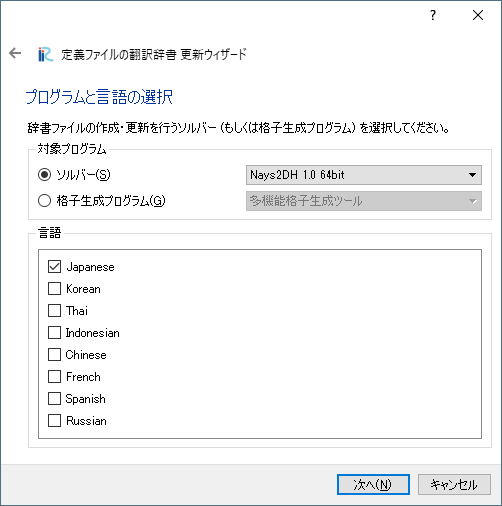 ?
定義ファイルの翻訳辞書 更新ウィザード
プログラムと言語の選択
辞書ファイルの作成・更新を行うソルバー (もしくは格子生成プログラム) を選択してください。
対象プログラム
ソルバー(S) Nays2DH 1.0 64bit
格子生成プログラム(G) 多機能格子生成ツール
言語
Japanese
Korean
Thai
Indonesian
Chinese
French
Spanish
Russian
次へ(N) キャンセル